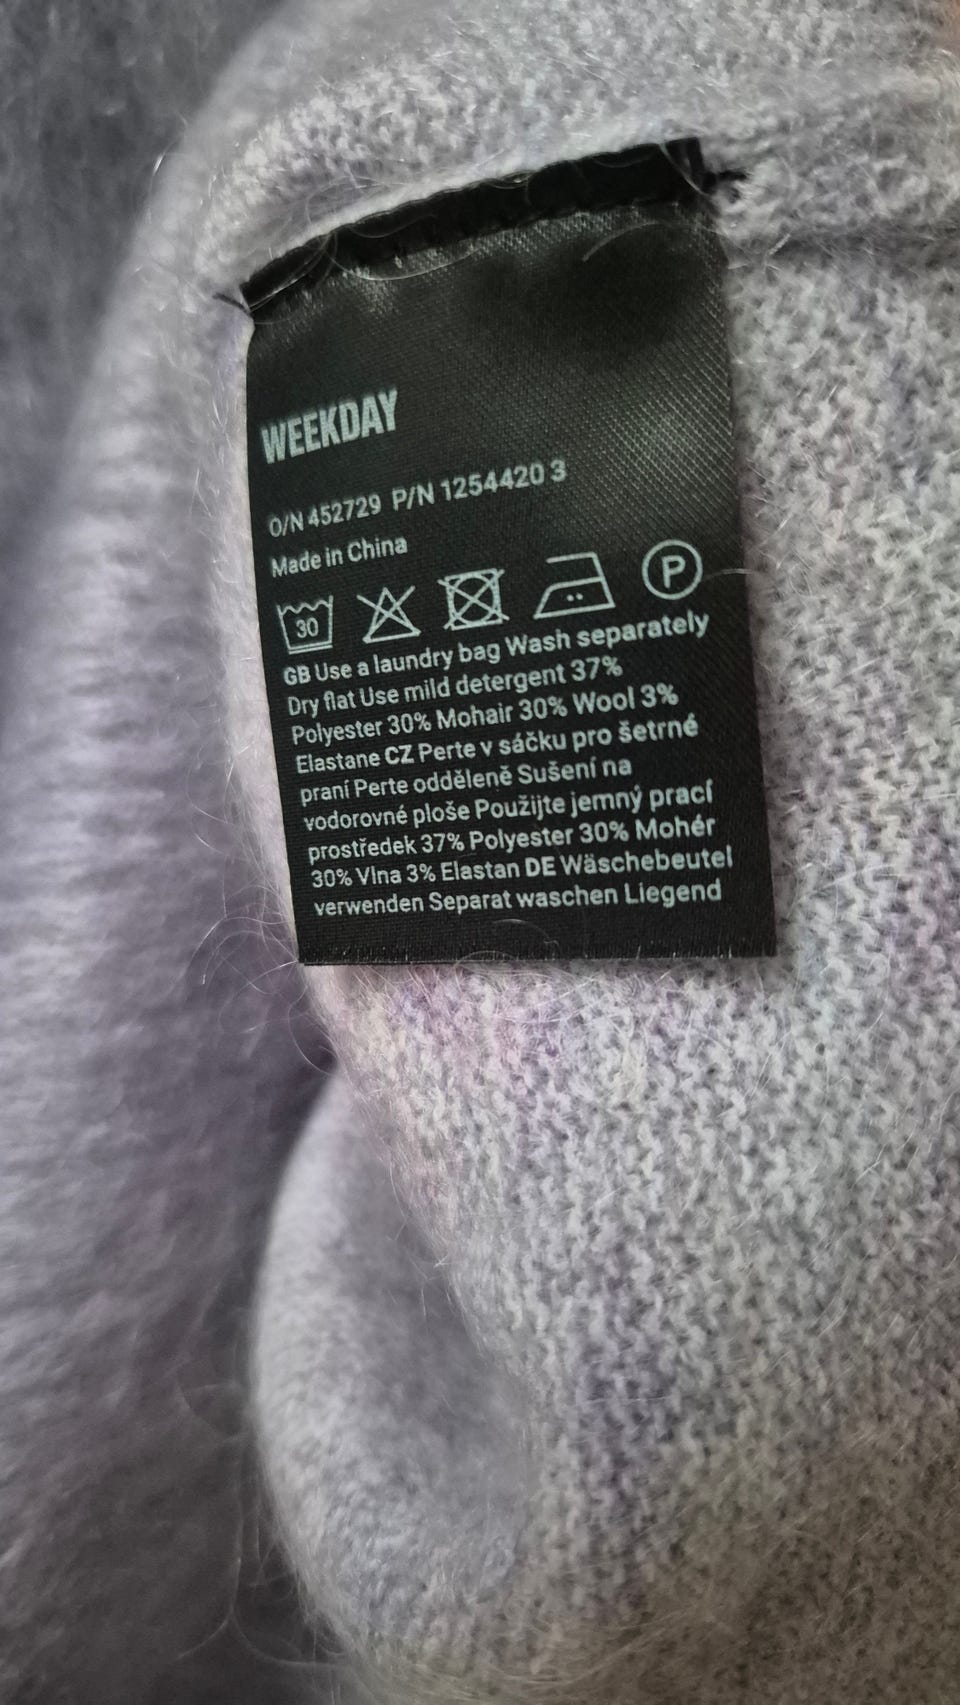 WEEKDAY
O/N 452729 P/N 1254420 3
Made in China
30 P
GB Use a laundry bag Wash separately
Dry flat Use mild detergent 37%
Polyester 30% Mohair 30% Wool 3%
Elastane CZ Perte v sáčku pro šetrné
praní Perte odděleně Sušení na
vodorovné ploše Použijte jemný prací
prostředek 37% Polyester 30% Mohér
30% Vlna 3% Elastan DE Wäschebeutel
verwenden Separat waschen Liegend